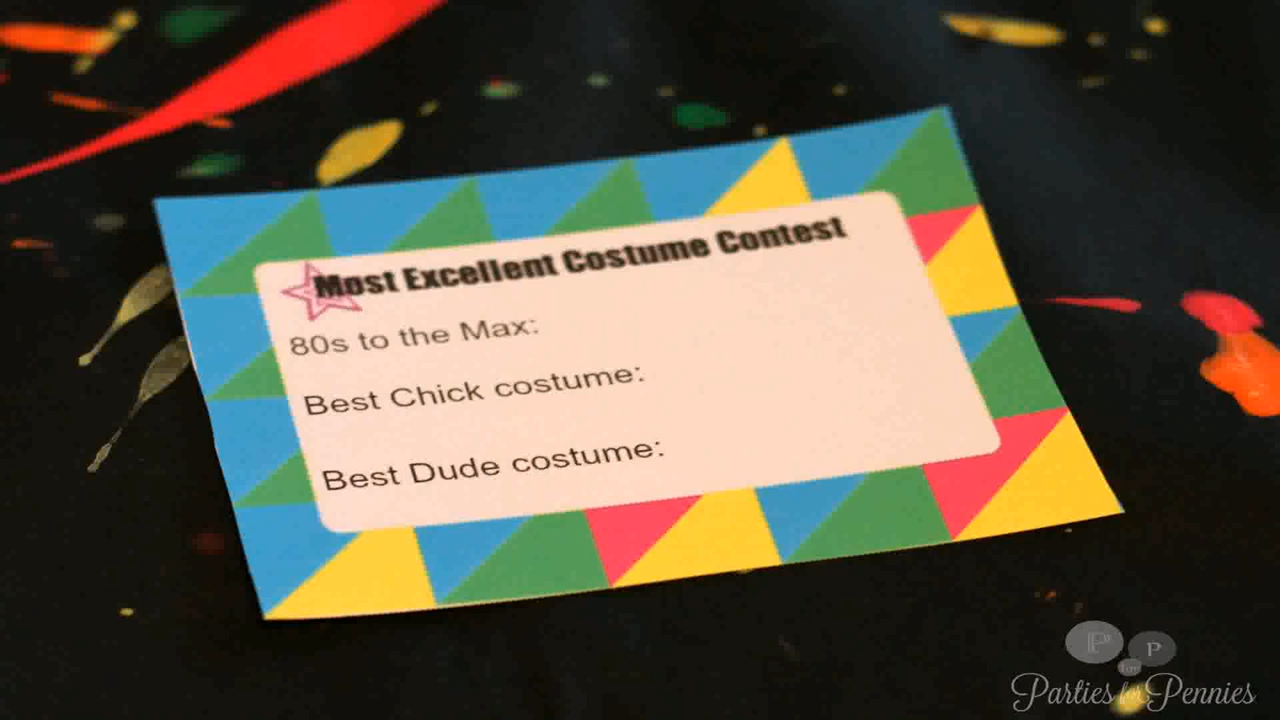 Most Excellent Costume Contest
80s to the Max:
Best Chick costume:
Best Dude costume:
P P
for
Parties for Pennies